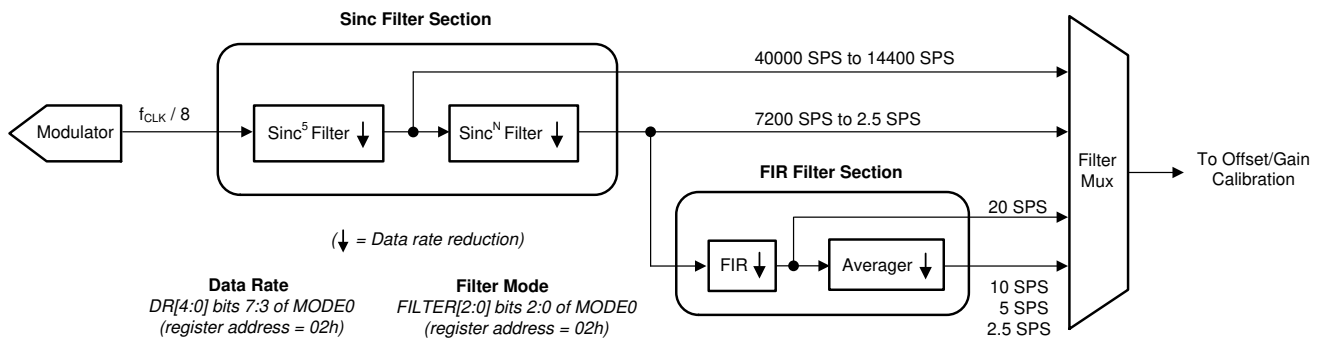 Sinc Filter Section
40000 SPS to 14400 SPS
Modulator
fCLK / 8
Sinc5 Filter
SincN Filter
7200 SPS to 2.5 SPS
Filter
Mux
To Offset/Gain
Calibration
FIR Filter Section
20 SPS
(↓ = Data rate reduction)
FIR
Averager
10 SPS
5 SPS
2.5 SPS
Data Rate
DR[4:0] bits 7:3 of MODE0
(register address = 02h)
Filter Mode
FILTER[2:0] bits 2:0 of MODE0
(register address = 02h)